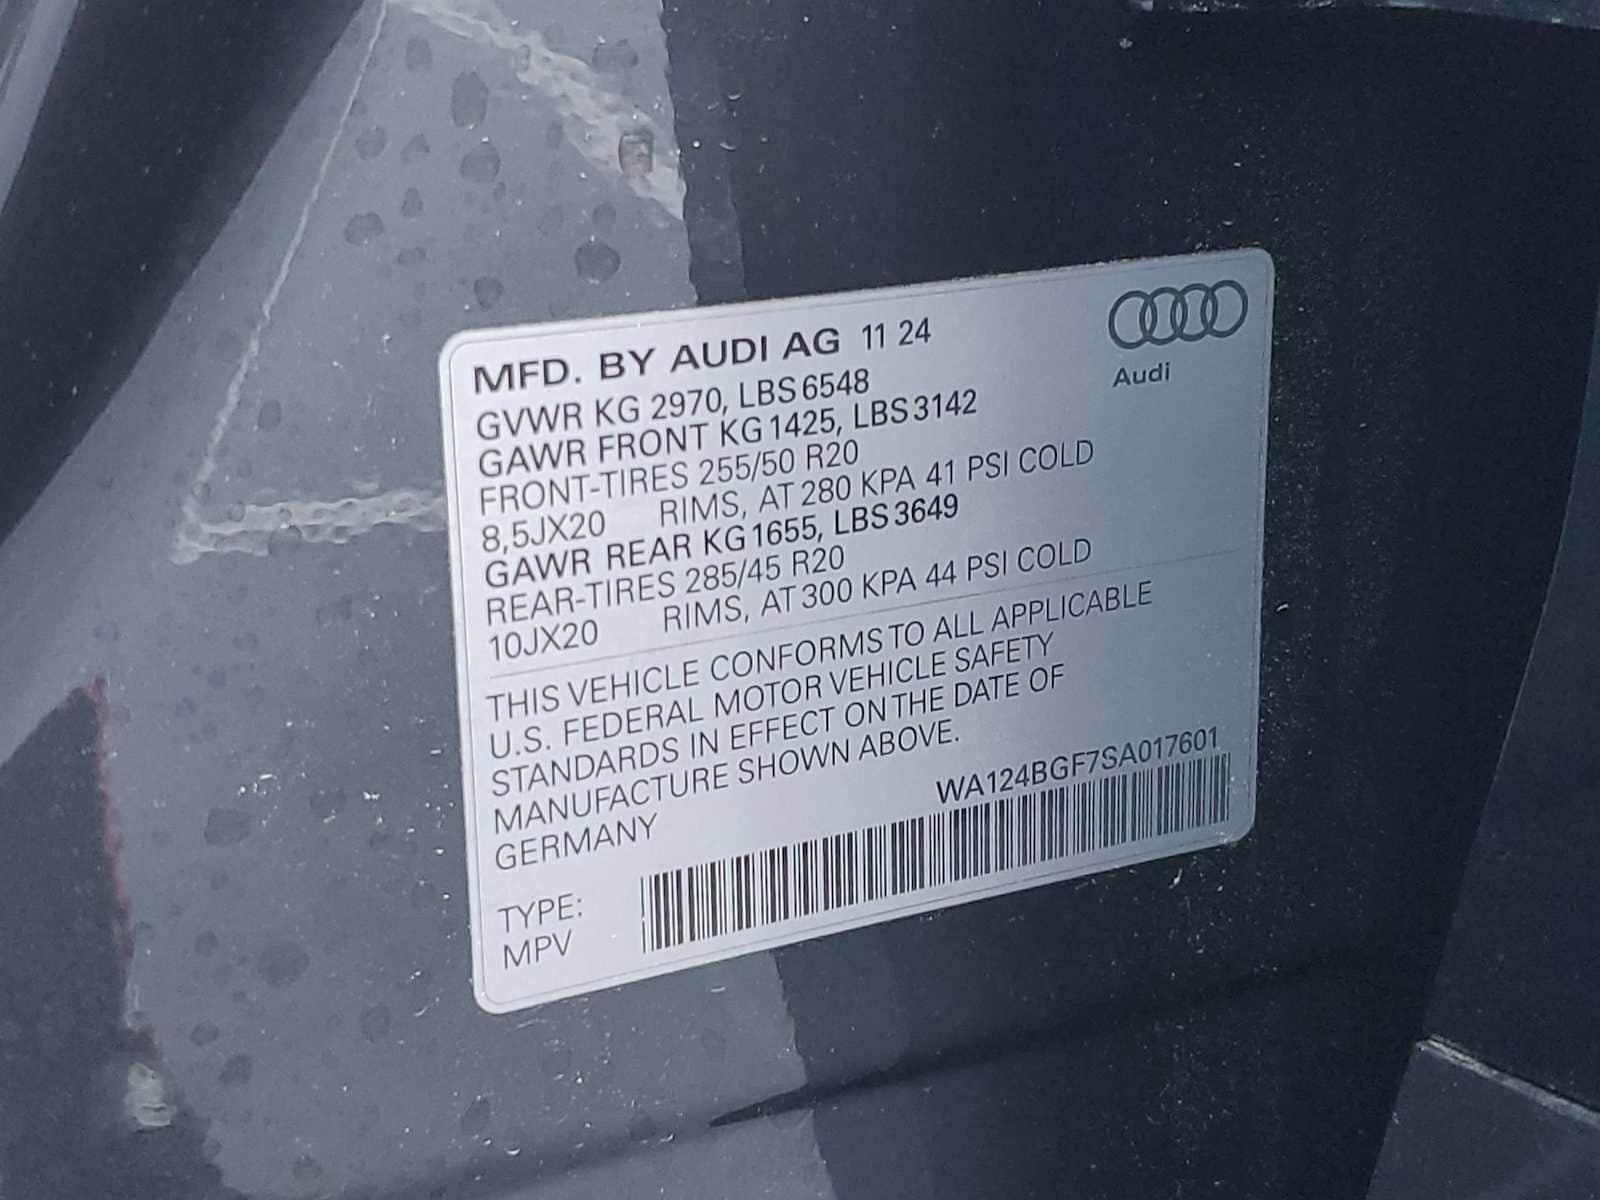 MFD. BY AUDI AG 11 24
Audi
GVWR KG 2970, LBS 6548
GAWR FRONT KG 1425, LBS 3142
FRONT-TIRES 255/50 R20
8,5JX20 RIMS, AT 280 KPA 41 PSI COLD
GAWR REAR KG 1655, LBS 3649
REAR-TIRES 285/45 R20
10JX20 RIMS, AT 300 KPA 44 PSI COLD
THIS VEHICLE CONFORMS TO ALL APPLICABLE
U.S. FEDERAL MOTOR VEHICLE SAFETY
STANDARDS IN EFFECT ON THE DATE OF
MANUFACTURE SHOWN ABOVE.
GERMANY
WA124BGF7SA017601
TYPE:
MPV